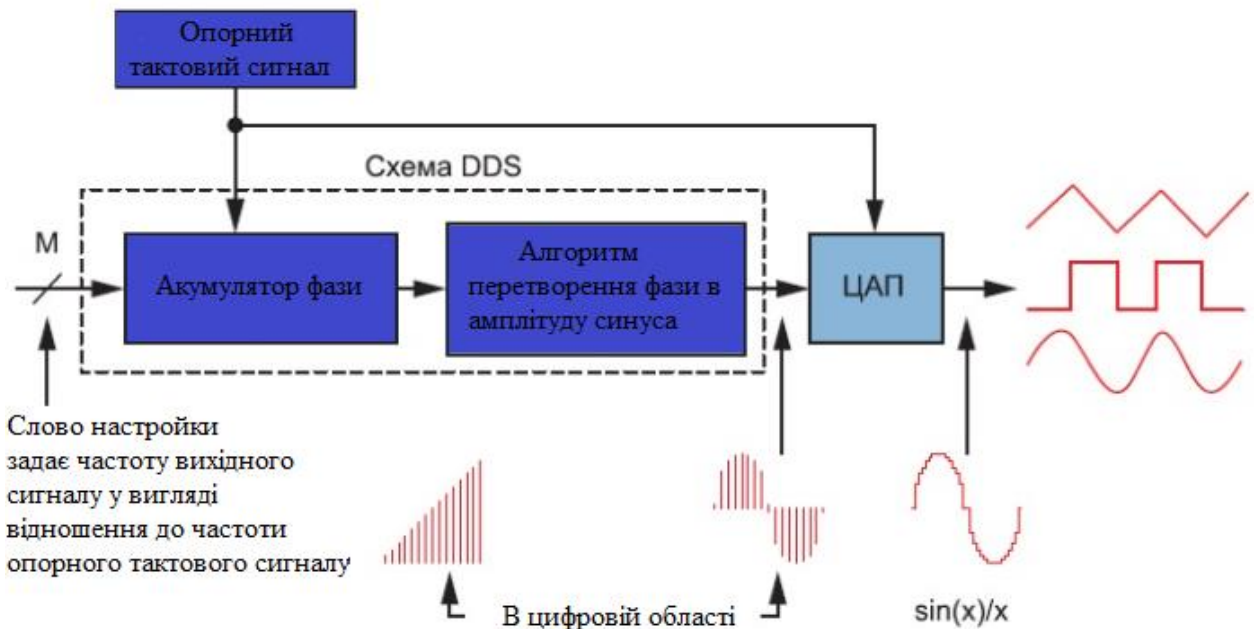 Опорний
тактовий сигнал
Схема DDS
M
Акумулятор фази
Алгоритм
перетворення фази в
амплітуду синуса
ЦАП
Слово настройки
задає частоту вихідного
сигналу у вигляді
відношення до частоти
опорного тактового сигналу
В цифровій області
sin(x)/x